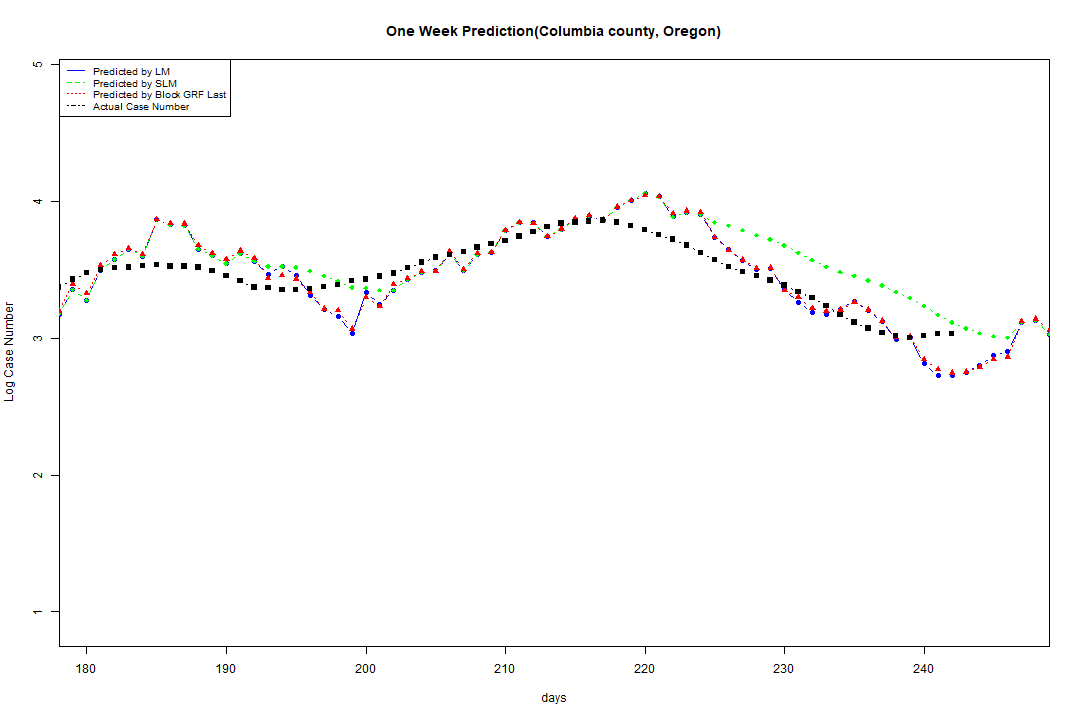 One Week Prediction(Columbia county, Oregon)
Predicted by LM
Predicted by SLM
Predicted by Block GRF Last
Actual Case Number
5
4
3
2
1
Log Case Number
180 190 200 210 220 230 240
days